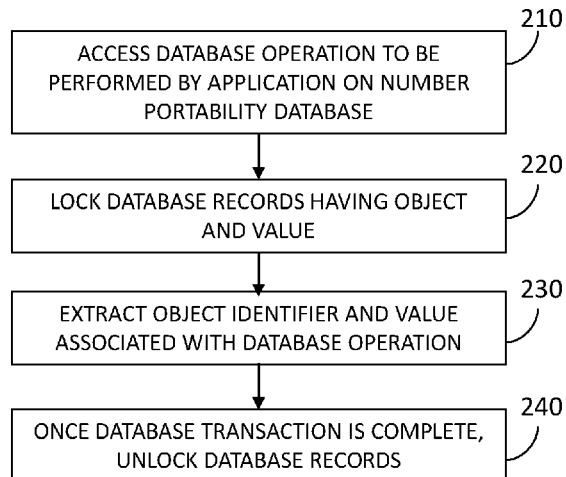 210
ACCESS DATABASE OPERATION TO BE
PERFORMED BY APPLICATION ON NUMBER
PORTABILITY DATABASE
220
LOCK DATABASE RECORDS HAVING OBJECT
AND VALUE
230
EXTRACT OBJECT IDENTIFIER AND VALUE
ASSOCIATED WITH DATABASE OPERATION
240
ONCE DATABASE TRANSACTION IS COMPLETE,
UNLOCK DATABASE RECORDS